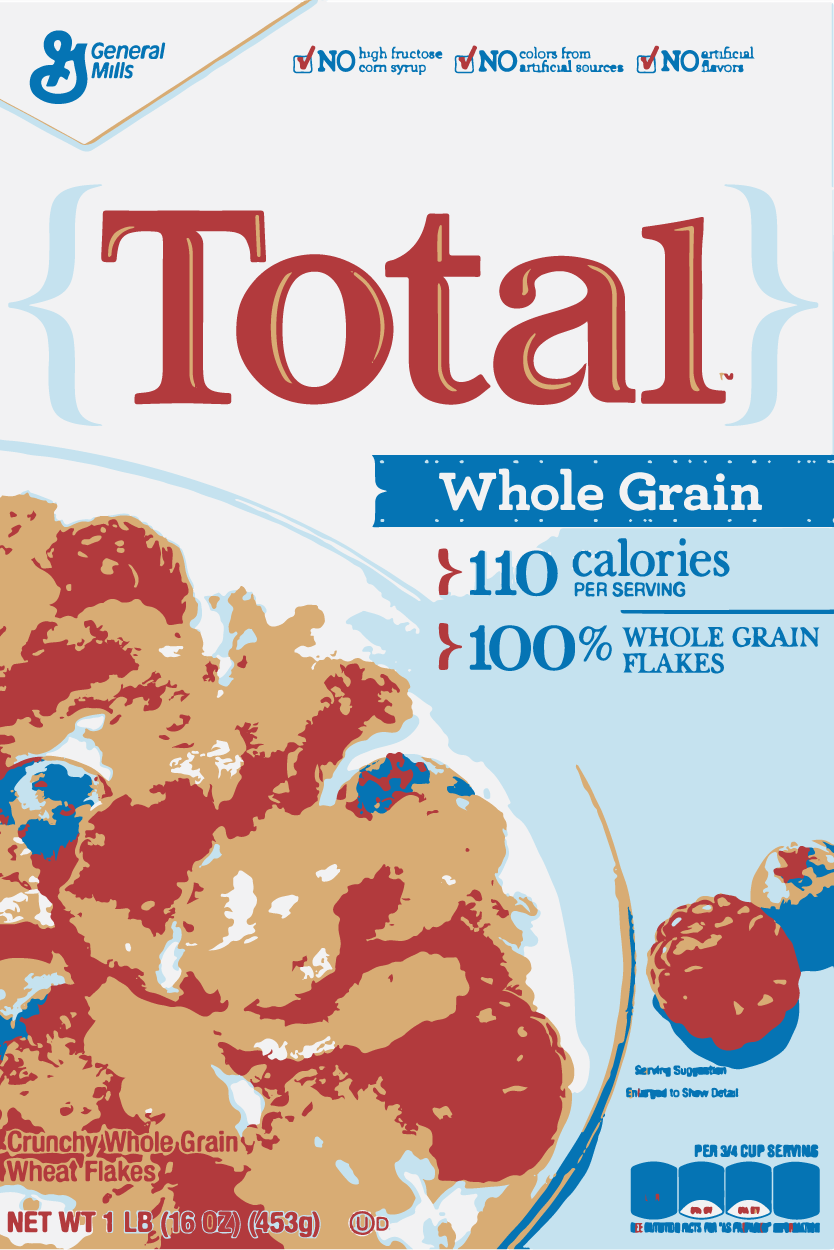 General
Mills
NO high fructose
corn syrup
NO colors from
artificial sources
NO artificial
flavors
Total
Whole Grain
110 calories
PER SERVING
100% WHOLE GRAIN
FLAKES
Serving Suggestion
Enlarged to Show Detail
Crunchy Whole Grain
Wheat Flakes
NET WT 1 LB (16 OZ) (453g) U D
PER 3/4 CUP SERVING